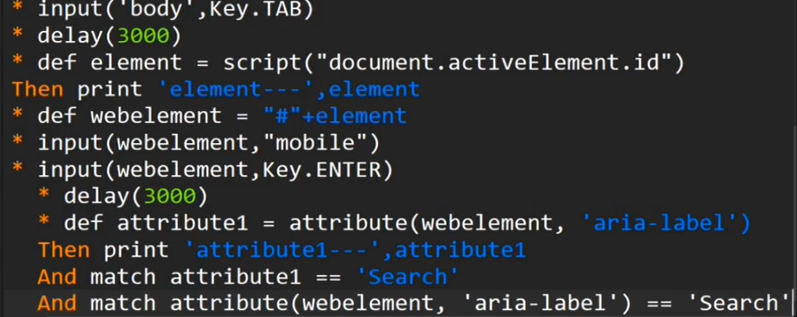 * input('body',Key.TAB)
* delay(3000)
* def element = script("document.activeElement.id")
Then print 'element---',element
* def webelement = "#"+element
* input(webelement,"mobile")
* input(webelement,Key.ENTER)
* delay(3000)
* def attribute1 = attribute(webelement, 'aria-label')
Then print 'attribute1---',attribute1
And match attribute1 == 'Search'
And match attribute(webelement, 'aria-label') == 'Search'